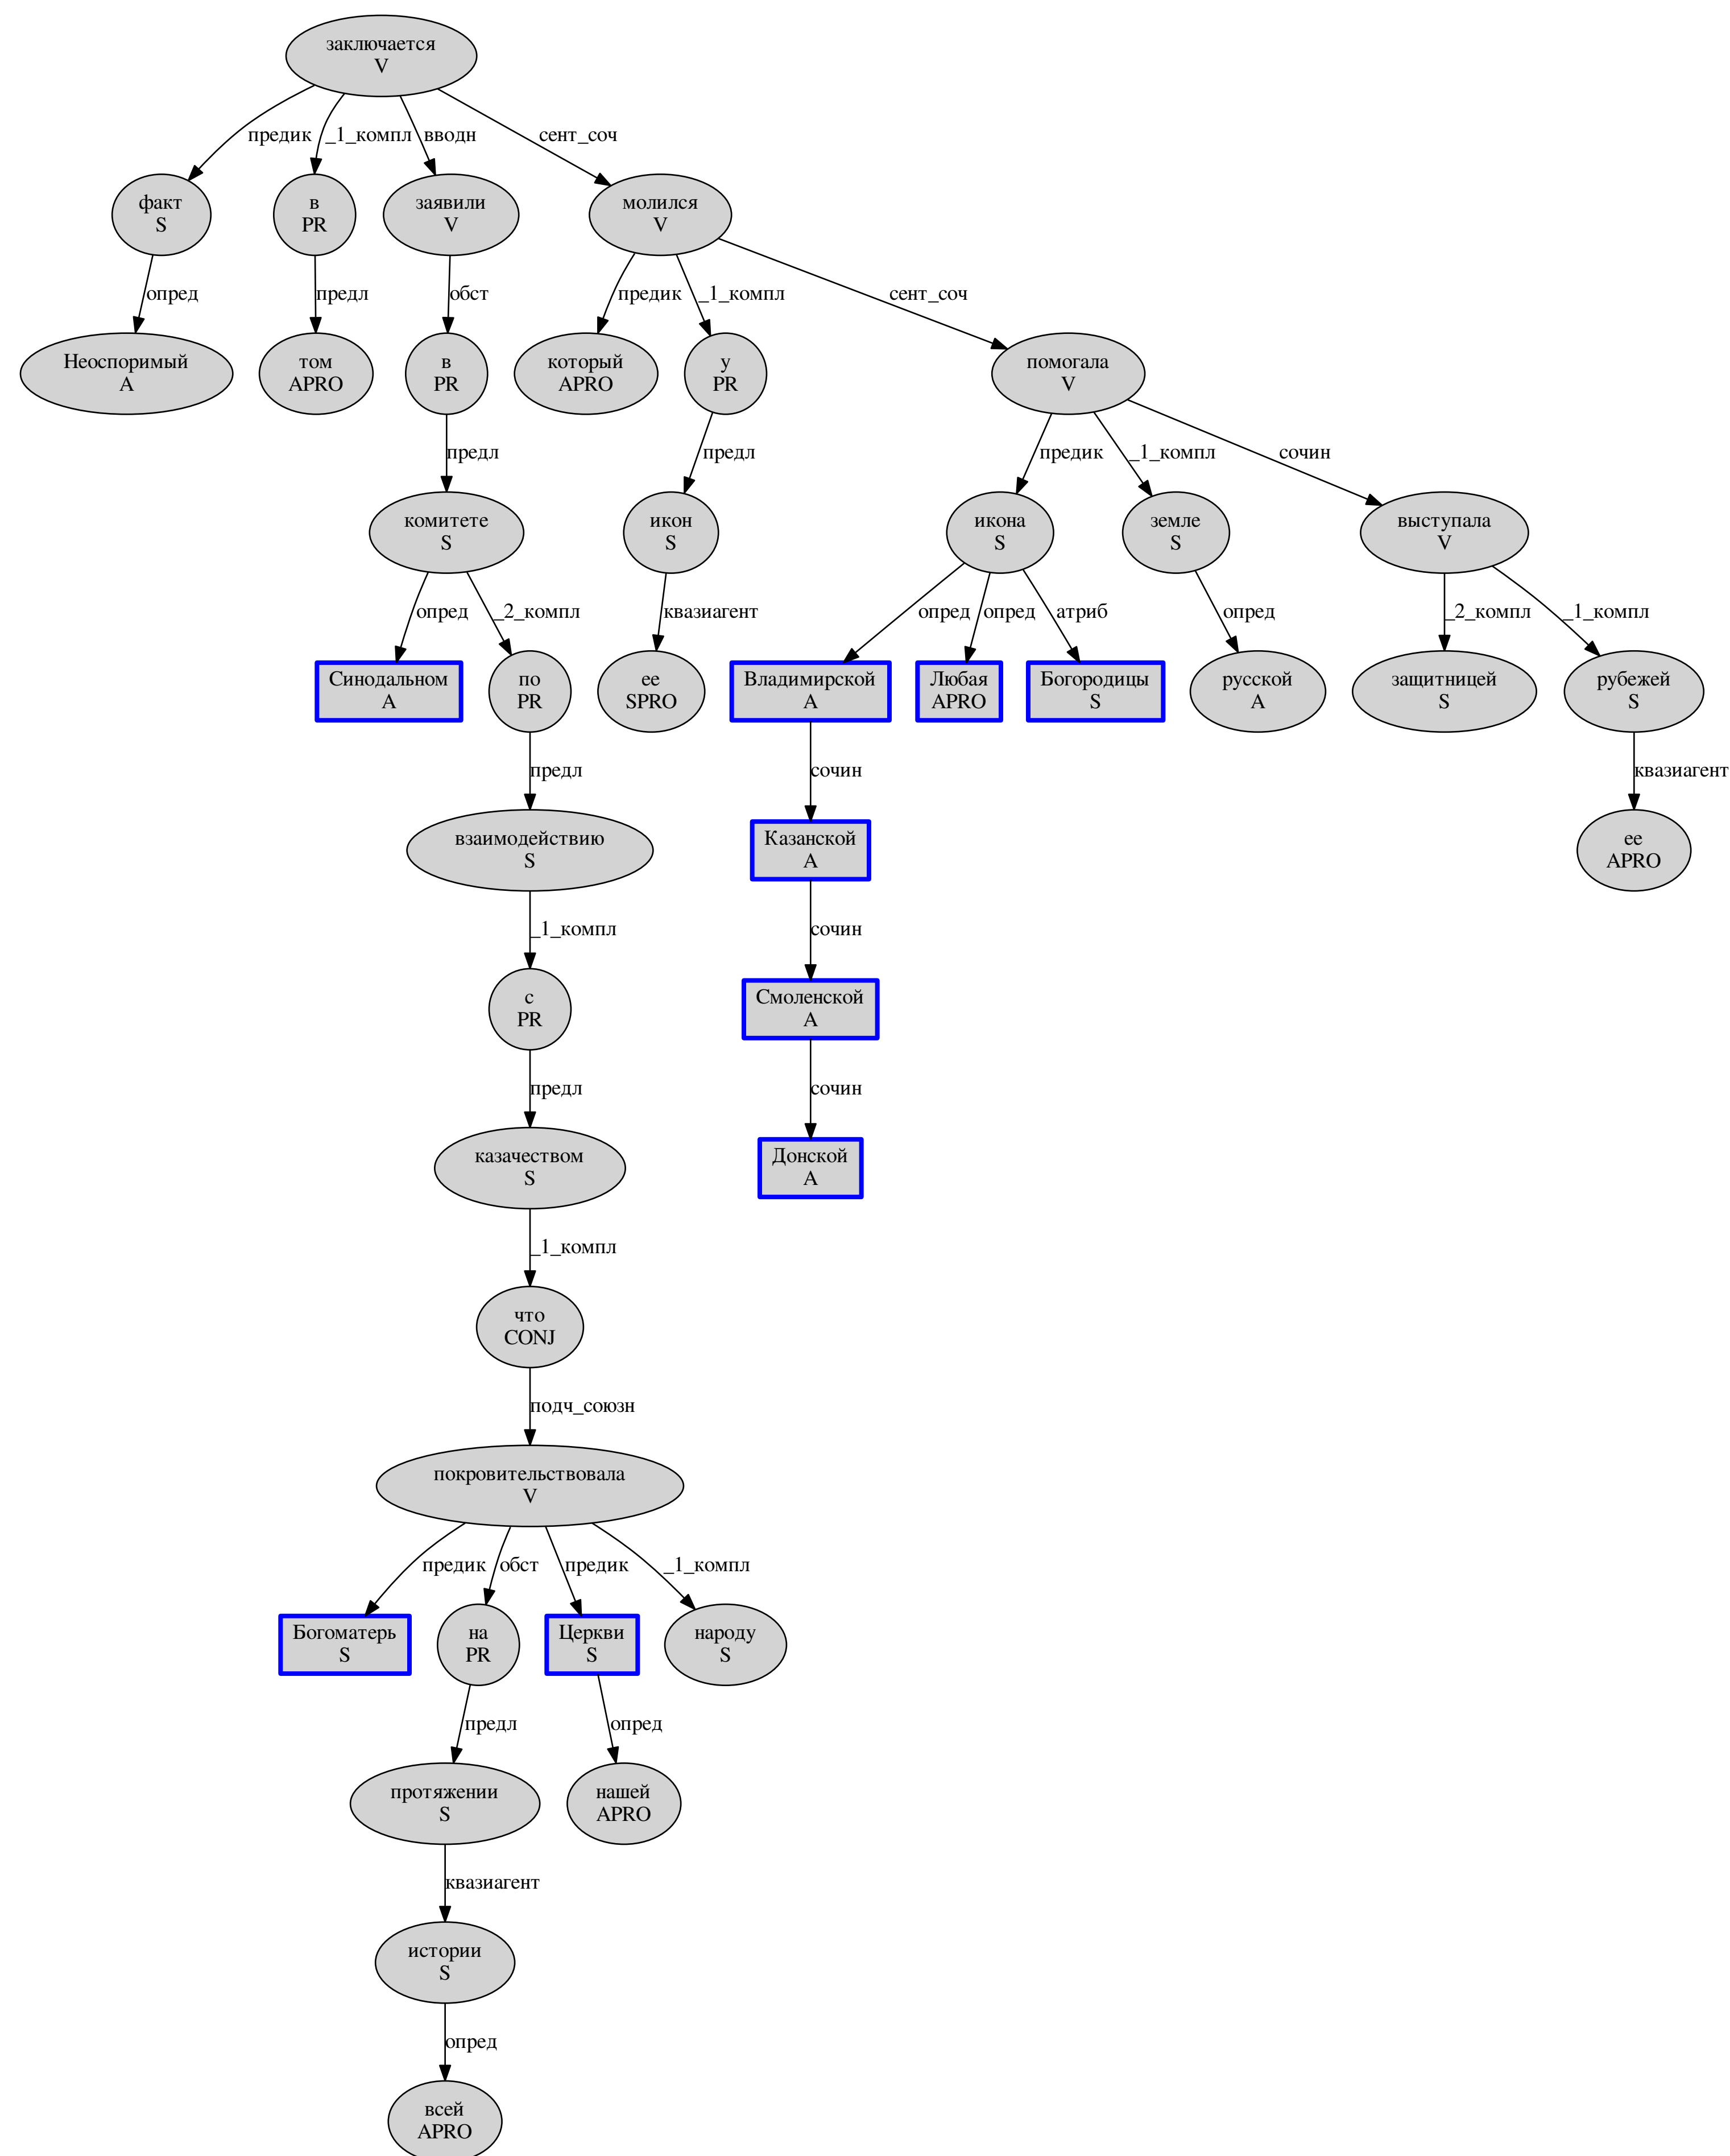 заключается
V
предик
_1_компл
вводн
сент_соч
факт
S
в
PR
заявили
V
молился
V
опред
предл
обст
предик
_1_компл
сент_соч
Неоспоримый
A
том
APRO
в
PR
который
APRO
у
PR
помогала
V
предл
предл
предик
_1_компл
сочин
комитете
S
икон
S
икона
S
земле
S
выступала
V
опред
_2_компл
квазиагент
опред
опред
атриб
опред
_2_компл
_1_компл
Синодальном
A
по
PR
ее
SPRO
Владимирской
A
Любая
APRO
Богородицы
S
русской
A
защитницей
S
рубежей
S
предл
сочин
квазиагент
взаимодействию
S
Казанской
A
ее
APRO
_1_компл
сочин
с
PR
Смоленской
A
предл
сочин
казачеством
S
Донской
A
_1_компл
что
CONJ
подч_союзн
покровительствовала
V
предик
обст
предик
_1_компл
Богоматерь
S
на
PR
Церкви
S
народу
S
предл
опред
протяжении
S
нашей
APRO
квазиагент
истории
S
опред
всей
APRO